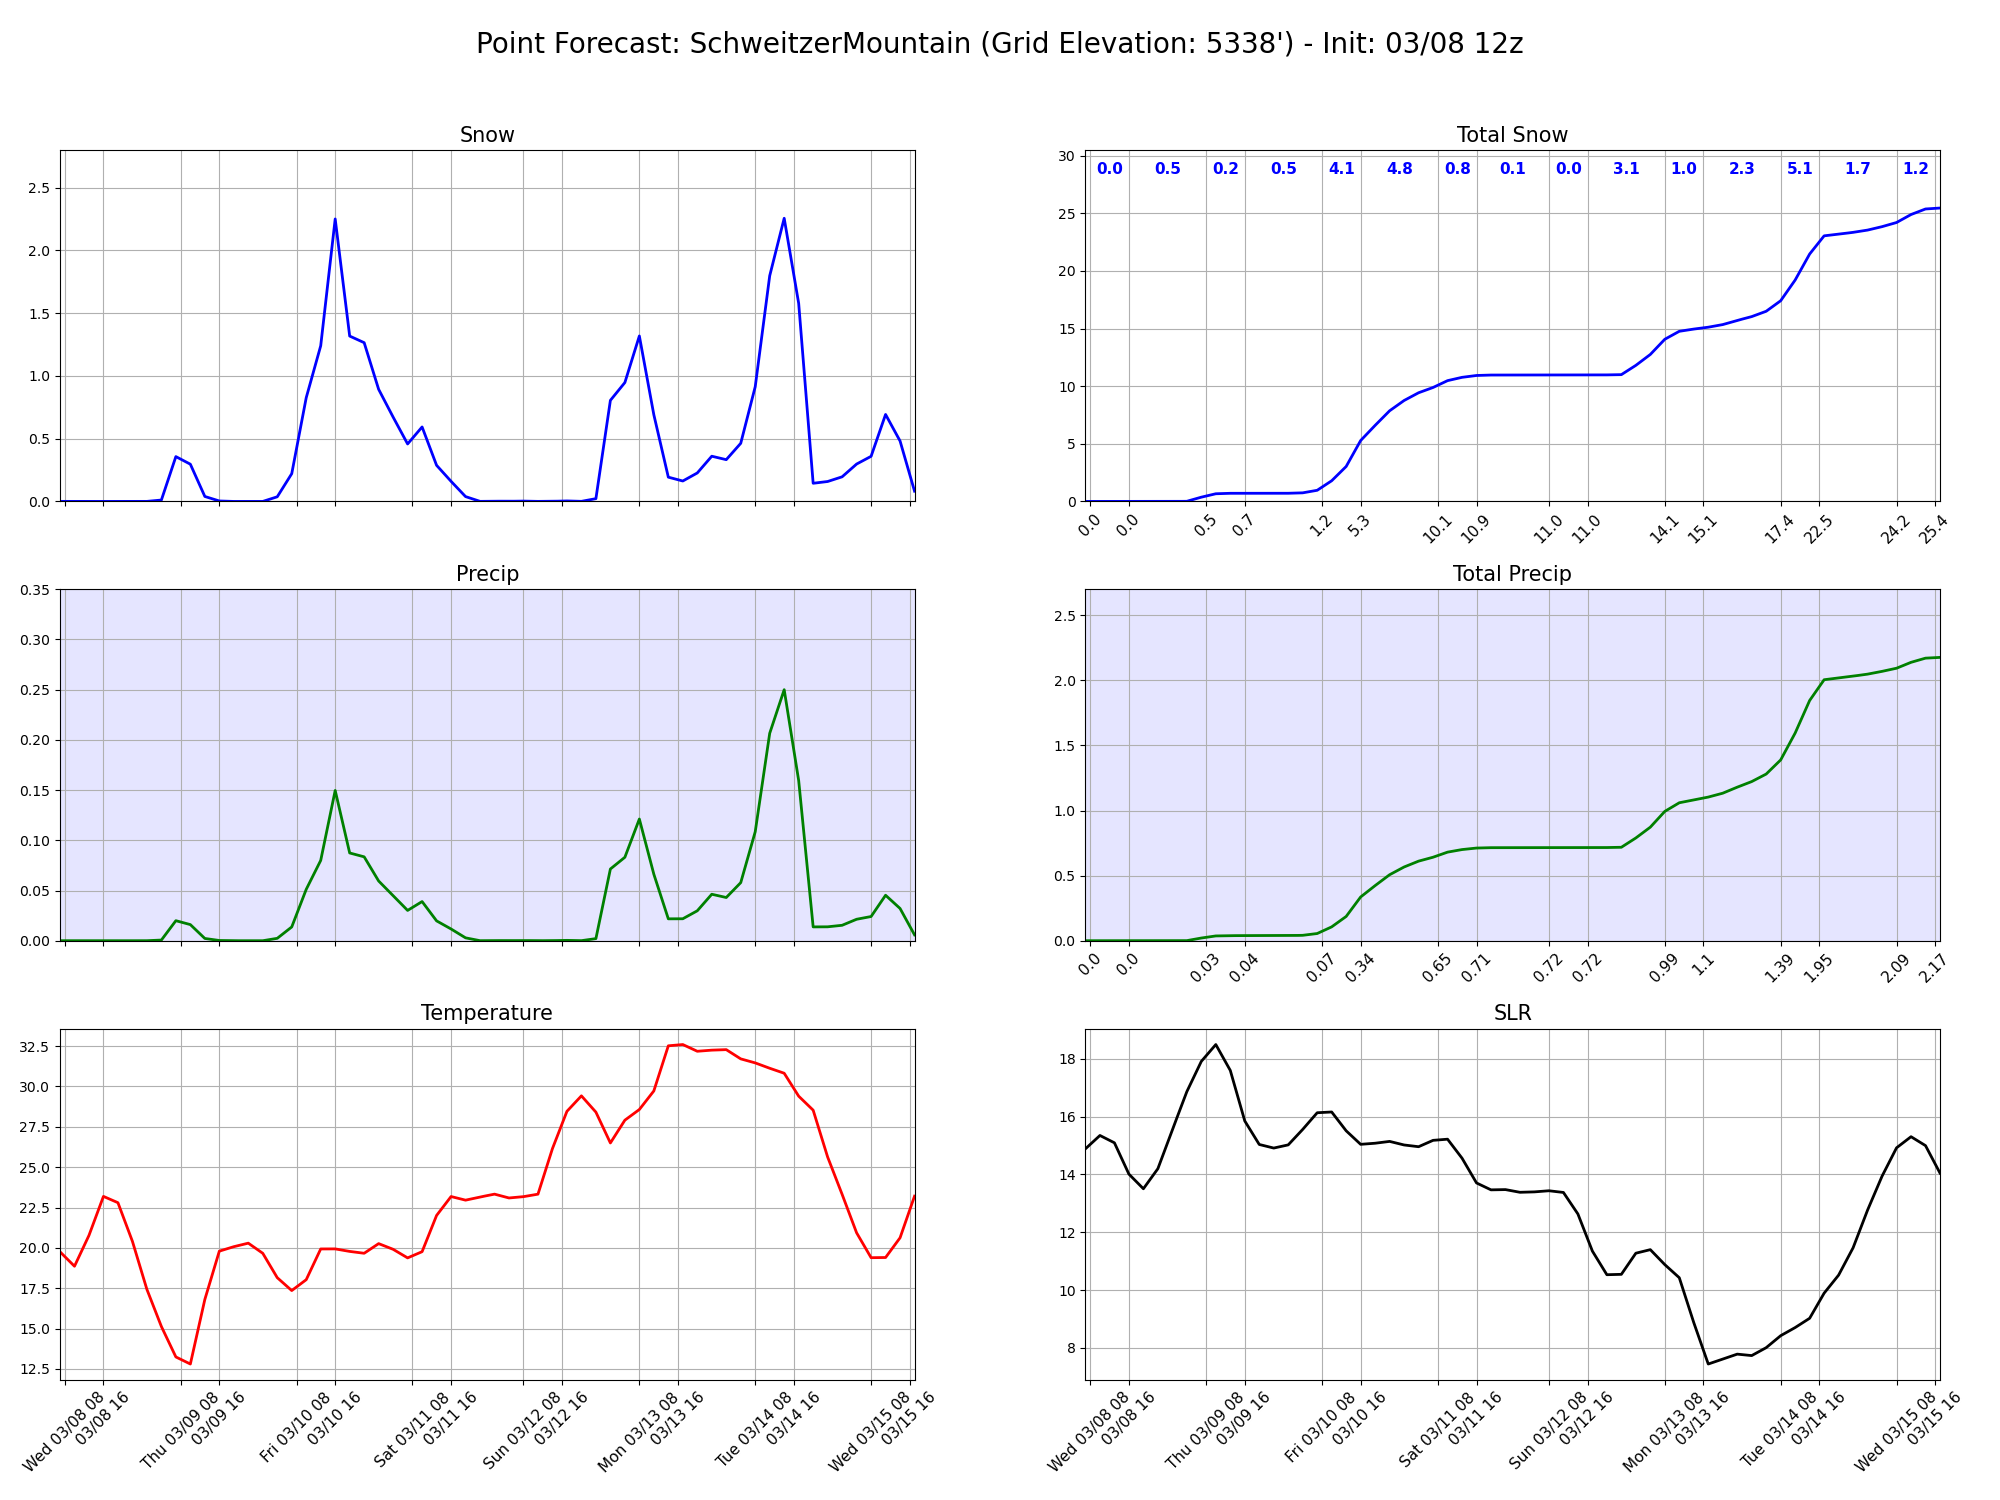 Point Forecast: SchweitzerMountain (Grid Elevation: 5338') - Init: 03/08 12z
Snow
2.5
2.0
1.5
1.0
0.5
0.0
Total Snow
0.0 0.5 0.2 0.5 4.1 4.8 0.8 0.1 0.0 3.1 1.0 2.3 5.1 1.7 1.2
30
25
20
15
10
5
0
0.0 0.0 0.5 0.7 1.2 5.3 10.1 10.9 11.0 11.0 14.1 15.1 17.4 22.5 24.2 25.4
Precip
0.35
0.30
0.25
0.20
0.15
0.10
0.05
0.00
Total Precip
2.5
2.0
1.5
1.0
0.5
0.0
0.0 0.0 0.03 0.04 0.07 0.34 0.65 0.71 0.72 0.72 0.99 1.1 1.39 1.95 2.09 2.17
Temperature
32.5
30.0
27.5
25.0
22.5
20.0
17.5
15.0
12.5
Wed 03/08 08
03/08 16
Thu 03/09 08
03/09 16
Fri 03/10 08
03/10 16
Sat 03/11 08
03/11 16
Sun 03/12 08
03/12 16
Mon 03/13 08
03/13 16
Tue 03/14 08
03/14 16
Wed 03/15 08
03/15 16
SLR
18
16
14
12
10
8
Wed 03/08 08
03/08 16
Thu 03/09 08
03/09 16
Fri 03/10 08
03/10 16
Sat 03/11 08
03/11 16
Sun 03/12 08
03/12 16
Mon 03/13 08
03/13 16
Tue 03/14 08
03/14 16
Wed 03/15 08
03/15 16